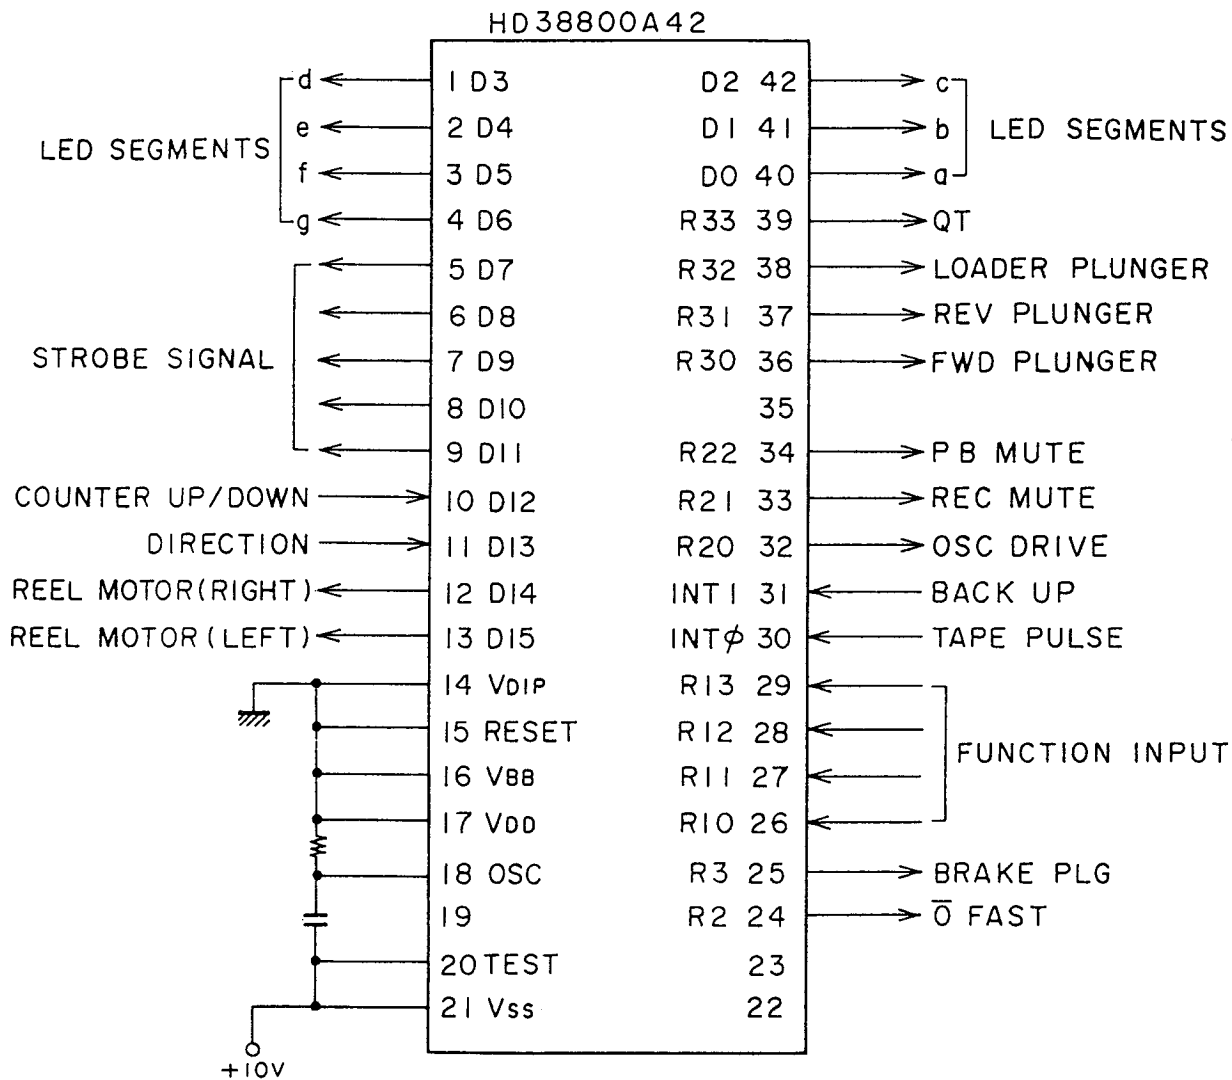 HD38800A42
d 1 D3 D2 42 c
e 2 D4 D1 41 b
LED SEGMENTS LED SEGMENTS
f 3 D5 D0 40 a
g 4 D6 R33 39 QT
5 D7 R32 38 LOADER PLUNGER
6 D8 R31 37 REV PLUNGER
STROBE SIGNAL 7 D9 R30 36 FWD PLUNGER
8 D10 35
9 D11 R22 34 PB MUTE
COUNTER UP/DOWN 10 D12 R21 33 REC MUTE
DIRECTION 11 D13 R20 32 OSC DRIVE
REEL MOTOR(RIGHT) 12 D14 INT1 31 BACK UP
REEL MOTOR(LEFT) 13 D15 INTϕ 30 TAPE PULSE
14 VDIP R13 29
15 RESET R12 28
FUNCTION INPUT
16 VBB R11 27
17 VDD R10 26
18 OSC R3 25 BRAKE PLG
19 R2 24 O̅ FAST
20 TEST 23
21 Vss 22
+10V